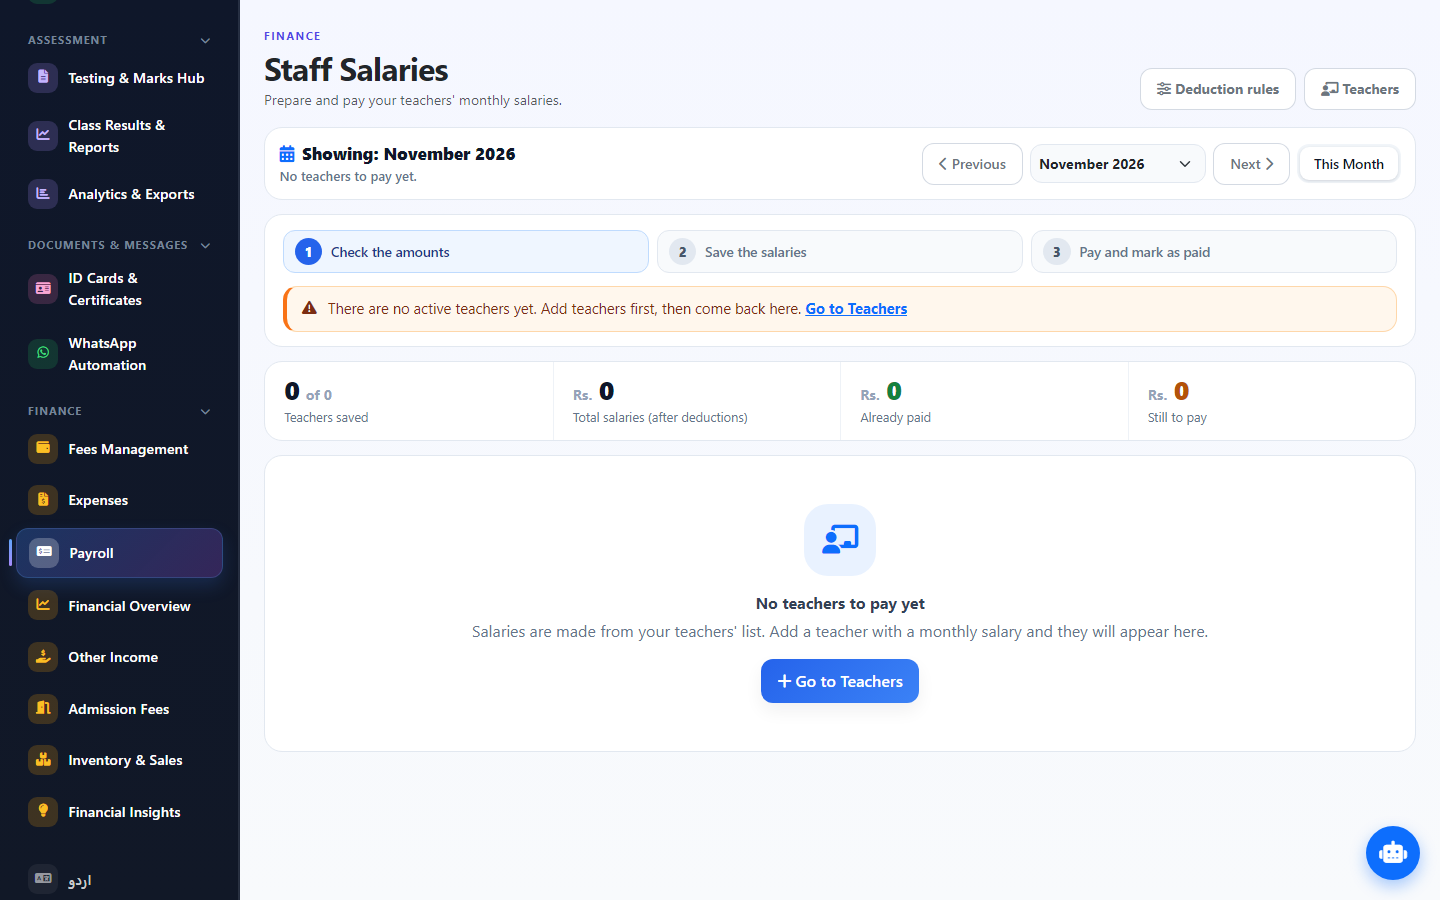 ASSESSMENT
Testing & Marks Hub
Class Results &
Reports
Analytics & Exports
DOCUMENTS & MESSAGES
ID Cards &
Certificates
WhatsApp
Automation
FINANCE
Fees Management
Expenses
Payroll
Financial Overview
Other Income
Admission Fees
Inventory & Sales
Financial Insights
اردو
FINANCE
Staff Salaries
Prepare and pay your teachers' monthly salaries.
Deduction rules
Teachers
Showing: November 2026
No teachers to pay yet.
Previous
November 2026
Next
This Month
1 Check the amounts
2 Save the salaries
3 Pay and mark as paid
There are no active teachers yet. Add teachers first, then come back here. Go to Teachers
0 of 0
Teachers saved
Rs. 0
Total salaries (after deductions)
Rs. 0
Already paid
Rs. 0
Still to pay
No teachers to pay yet
Salaries are made from your teachers' list. Add a teacher with a monthly salary and they will appear here.
Go to Teachers